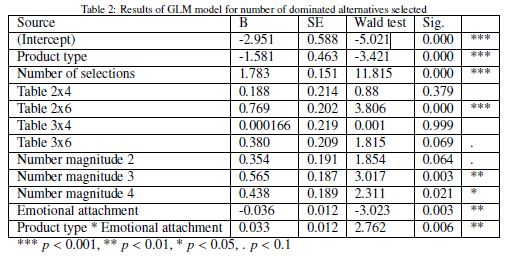 Table 2: Results of GLM model for number of dominated alternatives selected
Source B SE Wald test Sig.
(Intercept) -2.951 0.588 -5.021 0.000 ***
Product type -1.581 0.463 -3.421 0.000 ***
Number of selections 1.783 0.151 11.815 0.000 ***
Table 2x4 0.188 0.214 0.88 0.379
Table 2x6 0.769 0.202 3.806 0.000 ***
Table 3x4 0.000166 0.219 0.001 0.999
Table 3x6 0.380 0.209 1.815 0.069 .
Number magnitude 2 0.354 0.191 1.854 0.064 .
Number magnitude 3 0.565 0.187 3.017 0.003 **
Number magnitude 4 0.438 0.189 2.311 0.021 *
Emotional attachment -0.036 0.012 -3.023 0.003 **
Product type * Emotional attachment 0.033 0.012 2.762 0.006 **
*** p < 0.001, ** p < 0.01, * p < 0.05, . p < 0.1